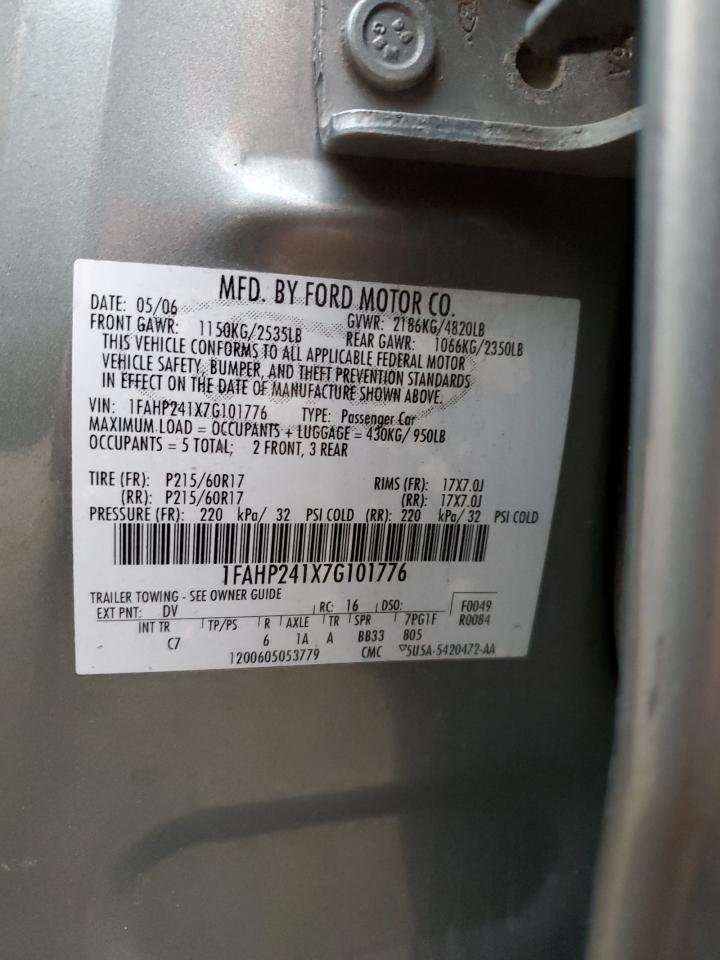 MFD. BY FORD MOTOR CO.
DATE: 05/06 GVWR: 2186KG/4820LB
FRONT GAWR: 1150KG/2535LB REAR GAWR: 1066KG/2350LB
THIS VEHICLE CONFORMS TO ALL APPLICABLE FEDERAL MOTOR
VEHICLE SAFETY, BUMPER, AND THEFT PREVENTION STANDARDS
IN EFFECT ON THE DATE OF MANUFACTURE SHOWN ABOVE.
VIN: 1FAHP241X7G101776 TYPE: Passenger Car
MAXIMUM LOAD = OCCUPANTS + LUGGAGE = 430KG/ 950LB
OCCUPANTS = 5 TOTAL; 2 FRONT, 3 REAR
TIRE (FR): P215/60R17 RIMS (FR): 17X7.0J
(RR): P215/60R17 (RR): 17X7.0J
PRESSURE (FR): 220 kPa/ 32 PSI COLD (RR): 220 kPa/ 32 PSI COLD
1FAHP241X7G101776
TRAILER TOWING - SEE OWNER GUIDE
EXT PNT: DV RC: 16 DSO: F0049
INT TR TP/PS R AXLE TR SPR 7PG1F R0084
C7 6 1A A BB33 805
1200605053779 CMC 5U5A-5420472-AA